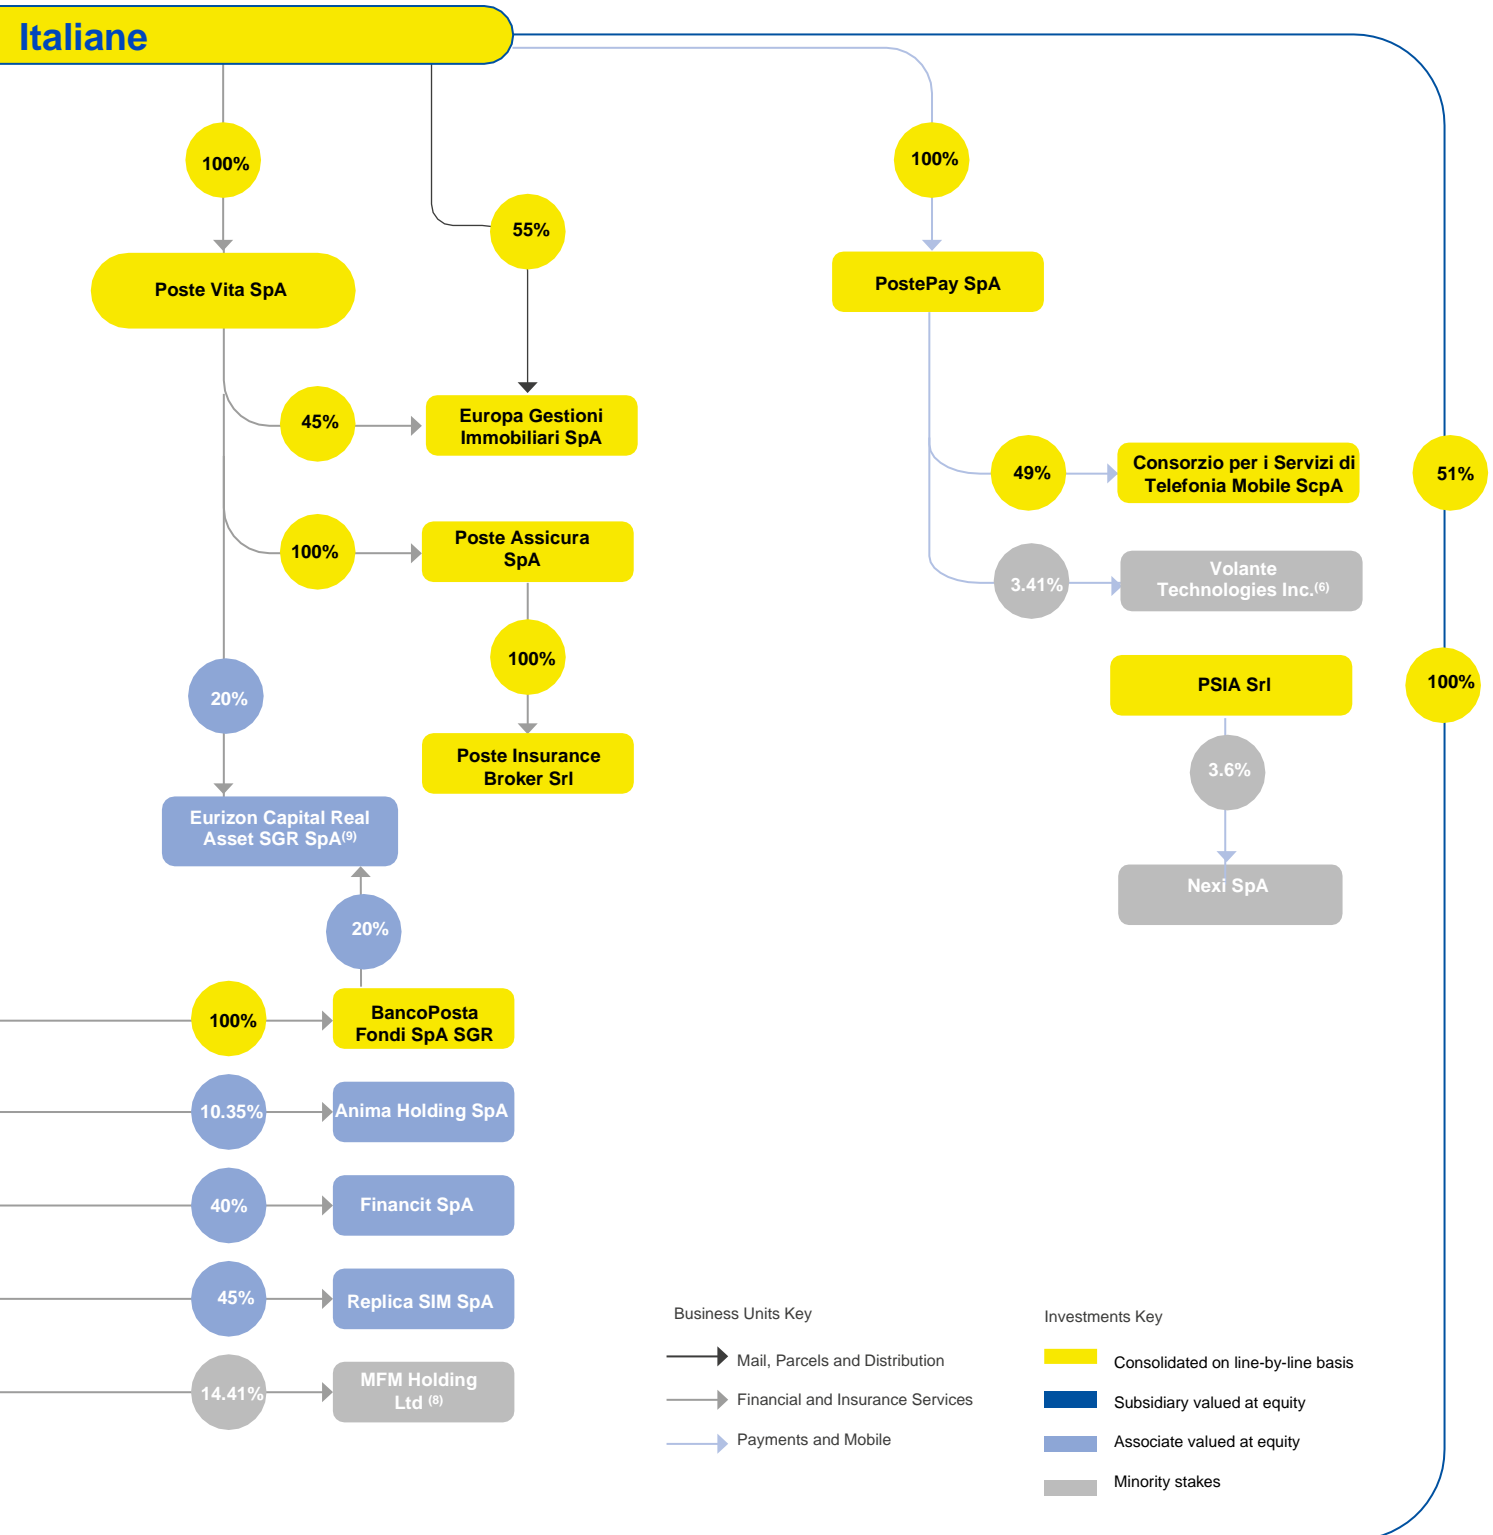 Italiane
100%
100%
55%
Poste Vita SpA
PostePay SpA
45%
Europa Gestioni
Immobiliari SpA
49%
Consorzio per i Servizi di
Telefonia Mobile ScpA
51%
100%
Poste Assicura
SpA
3.41%
Volante
Technologies Inc.(6)
100%
PSIA Srl
100%
20%
Poste Insurance
Broker Srl
3.6%
Eurizon Capital Real
Asset SGR SpA(9)
Nexi SpA
20%
100%
BancoPosta
Fondi SpA SGR
10.35%
Anima Holding SpA
40%
Financit SpA
45%
Replica SIM SpA
14.41%
MFM Holding
Ltd (8)
Business Units Key
Mail, Parcels and Distribution
Financial and Insurance Services
Payments and Mobile
Investments Key
Consolidated on line-by-line basis
Subsidiary valued at equity
Associate valued at equity
Minority stakes